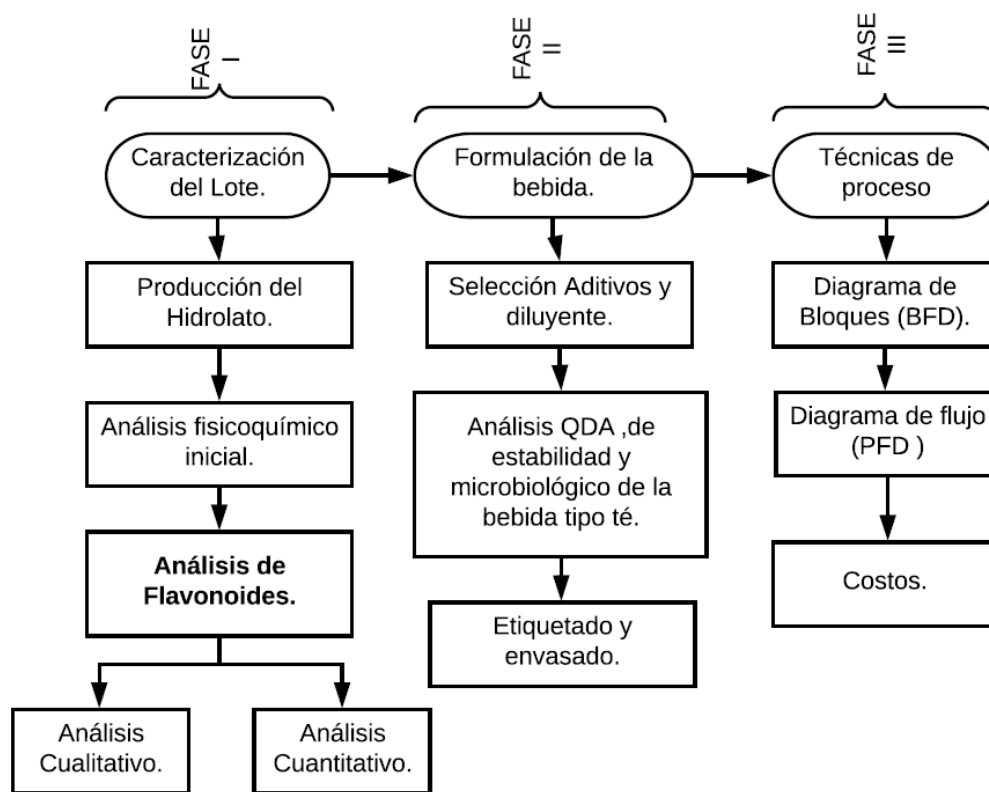 FASE
I
FASE
II
FASE
III
Caracterización
del Lote.
Formulación de la
bebida.
Técnicas de
proceso
Producción del
Hidrolato.
Selección Aditivos y
diluyente.
Diagrama de
Bloques (BFD).
Análisis fisicoquímico
inicial.
Análisis QDA ,de
estabilidad y
microbiológico de la
bebida tipo té.
Diagrama de flujo
(PFD )
Análisis de
Flavonoides.
Etiquetado y
envasado.
Costos.
Análisis
Cualitativo.
Análisis
Cuantitativo.